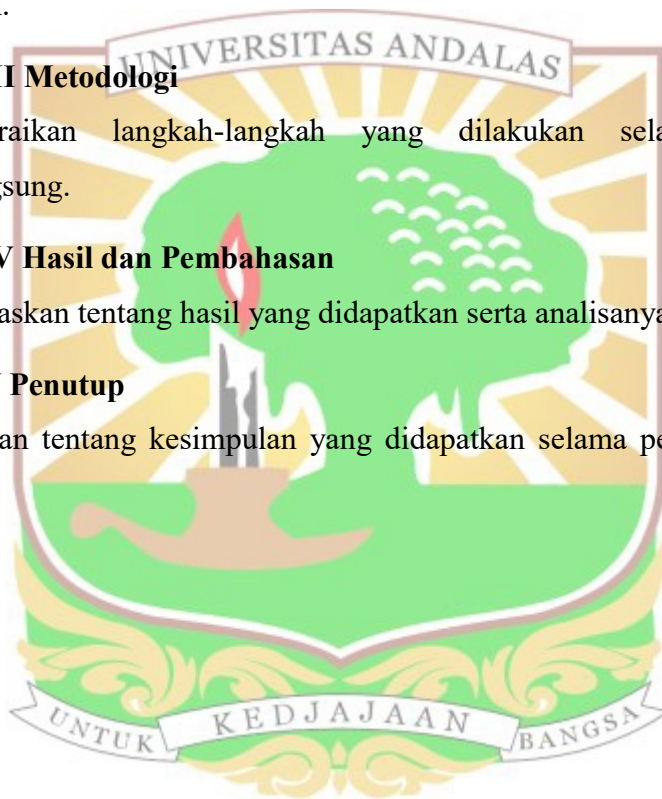 UNIVERSITAS ANDALAS
II Metodologi
raikan langkah-langkah yang dilakukan sela
gsung.
V Hasil dan Pembahasan
askan tentang hasil yang didapatkan serta analisanya
Penutup
an tentang kesimpulan yang didapatkan selama pe
UNTUK KEDJAJAAN BANGSA